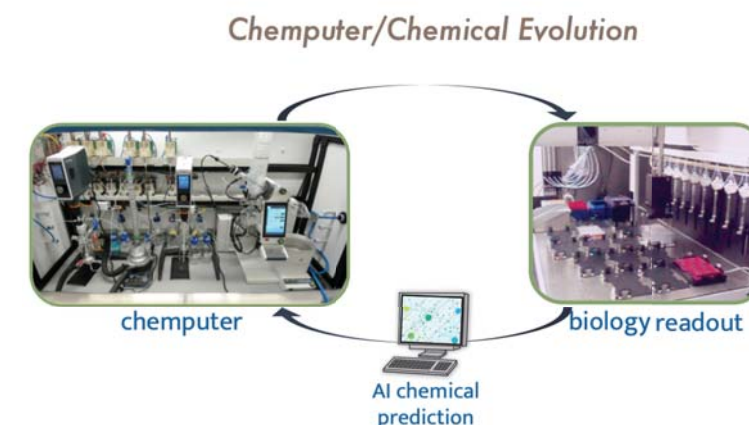 Chemputer/Chemical Evolution
chemputer
biology readout
AI chemical
prediction